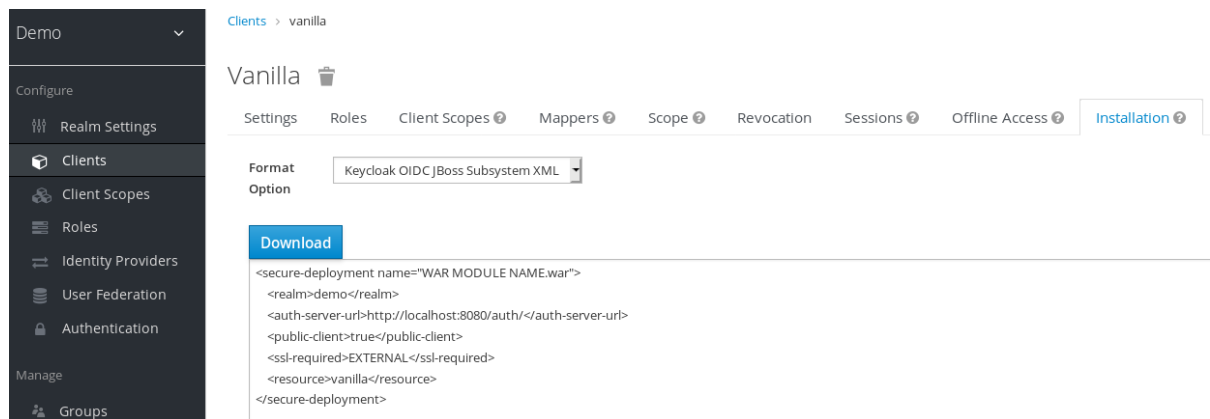 Demo
Configure
Realm Settings
Clients
Client Scopes
Roles
Identity Providers
User Federation
Authentication
Manage
Groups
Clients > vanilla
Vanilla
Settings Roles Client Scopes Mappers Scope Revocation Sessions Offline Access Installation
Format
Option
Keycloak OIDC JBoss Subsystem XML
Download
<secure-deployment name="WAR MODULE NAME.war">
<realm>demo</realm>
<auth-server-url>http://localhost:8080/auth/</auth-server-url>
<public-client>true</public-client>
<ssl-required>EXTERNAL</ssl-required>
<resource>vanilla</resource>
</secure-deployment>